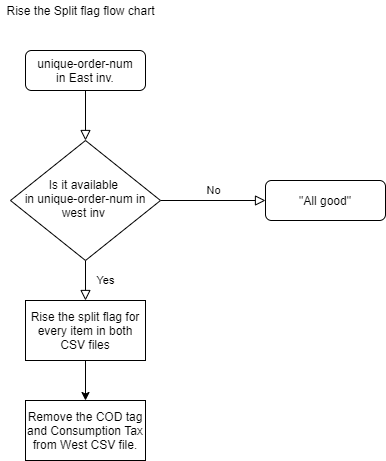 Rise the Split flag flow chart
unique-order-num
in East inv.
Is it available
in unique-order-num in
west inv
No
"All good"
Yes
Rise the split flag for
every item in both
CSV files
Remove the COD tag
and Consumption Tax
from West CSV file.